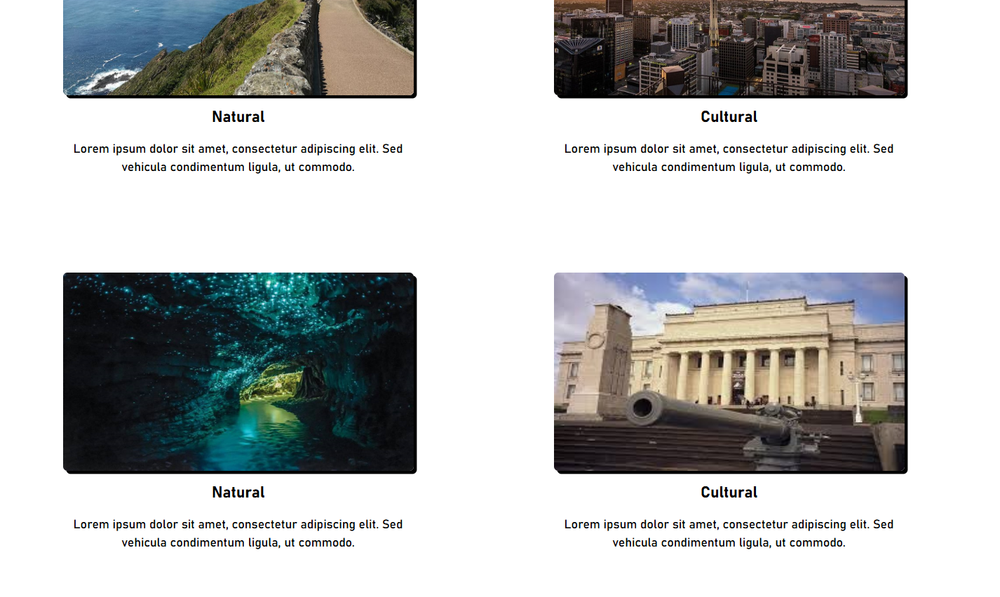 Natural
Lorem ipsum dolor sit amet, consectetur adipiscing elit. Sed
vehicula condimentum ligula, ut commodo.
Cultural
Lorem ipsum dolor sit amet, consectetur adipiscing elit. Sed
vehicula condimentum ligula, ut commodo.
Natural
Lorem ipsum dolor sit amet, consectetur adipiscing elit. Sed
vehicula condimentum ligula, ut commodo.
Cultural
Lorem ipsum dolor sit amet, consectetur adipiscing elit. Sed
vehicula condimentum ligula, ut commodo.